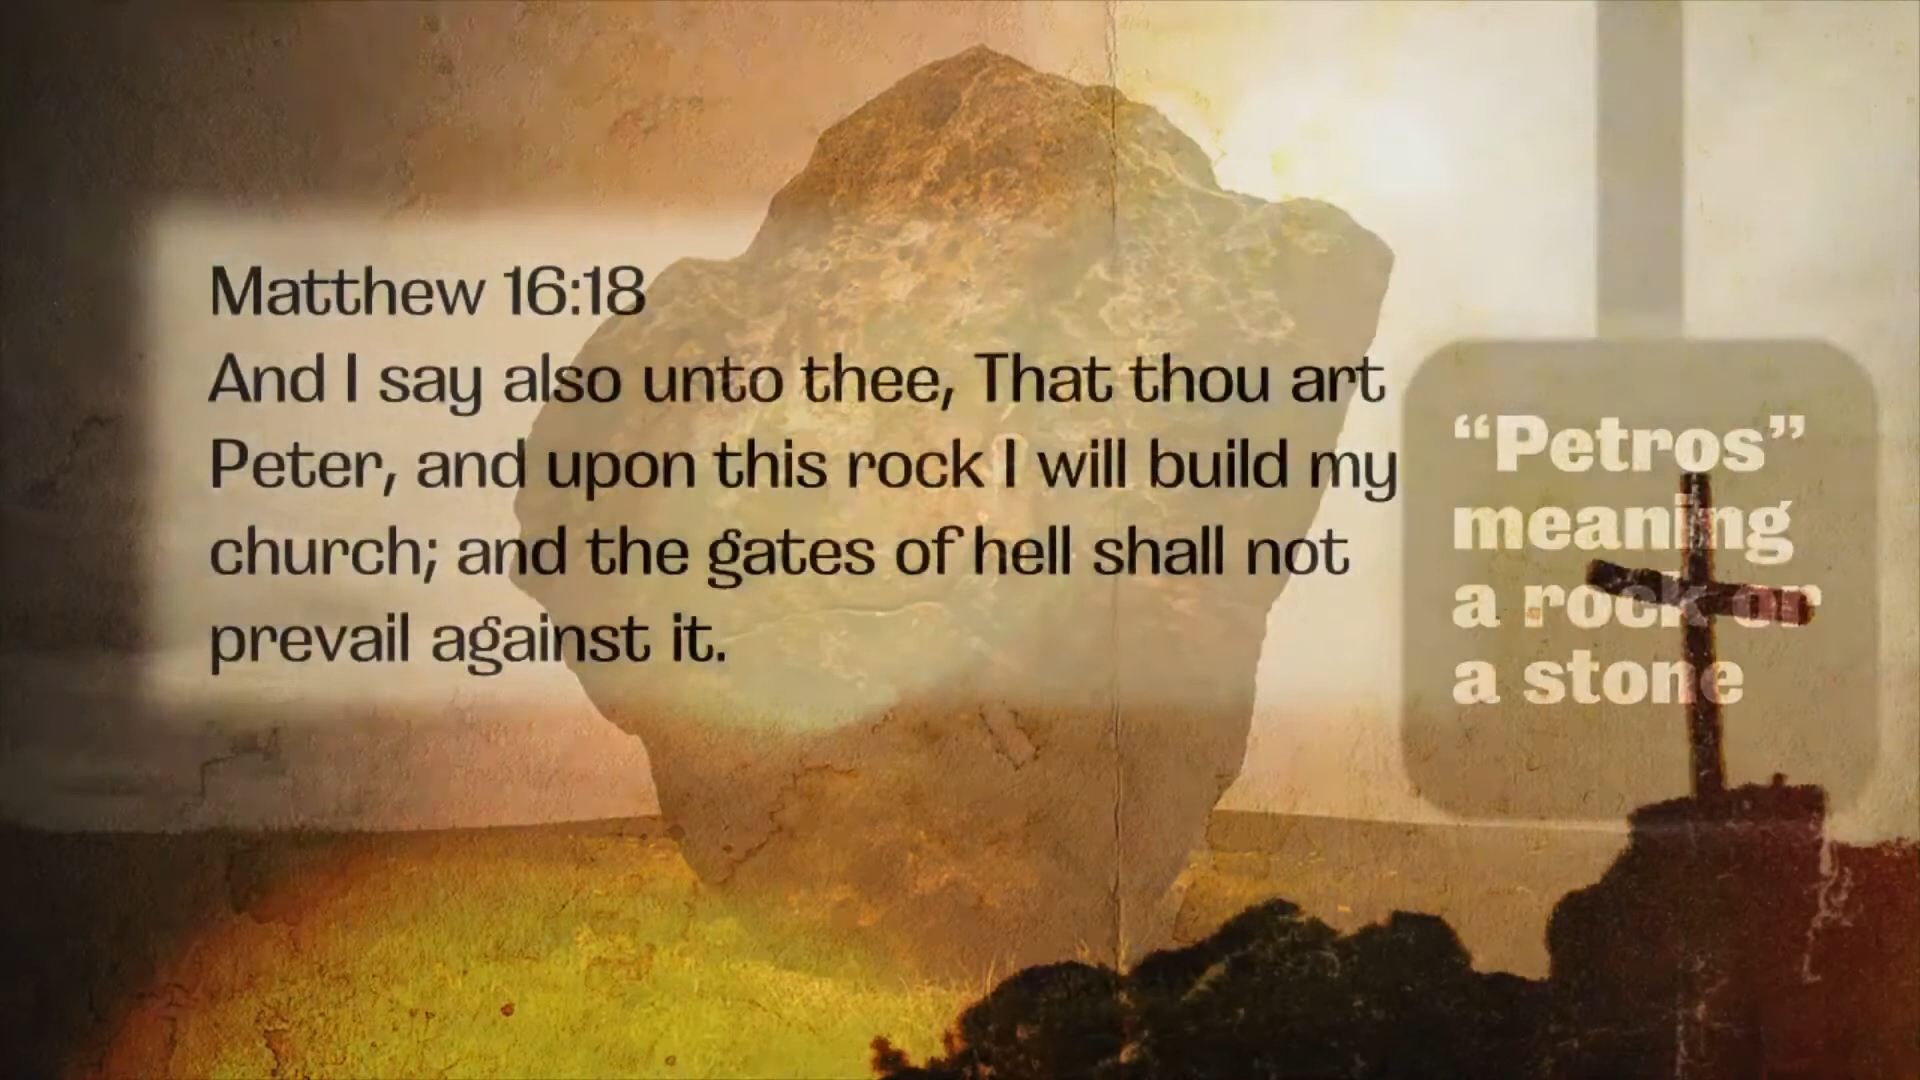 Matthew 16:18
And I say also unto thee, That thou art
Peter, and upon this rock I will build my
church; and the gates of hell shall not
prevail against it.
“Petros”
meaning
a rock or
a stone